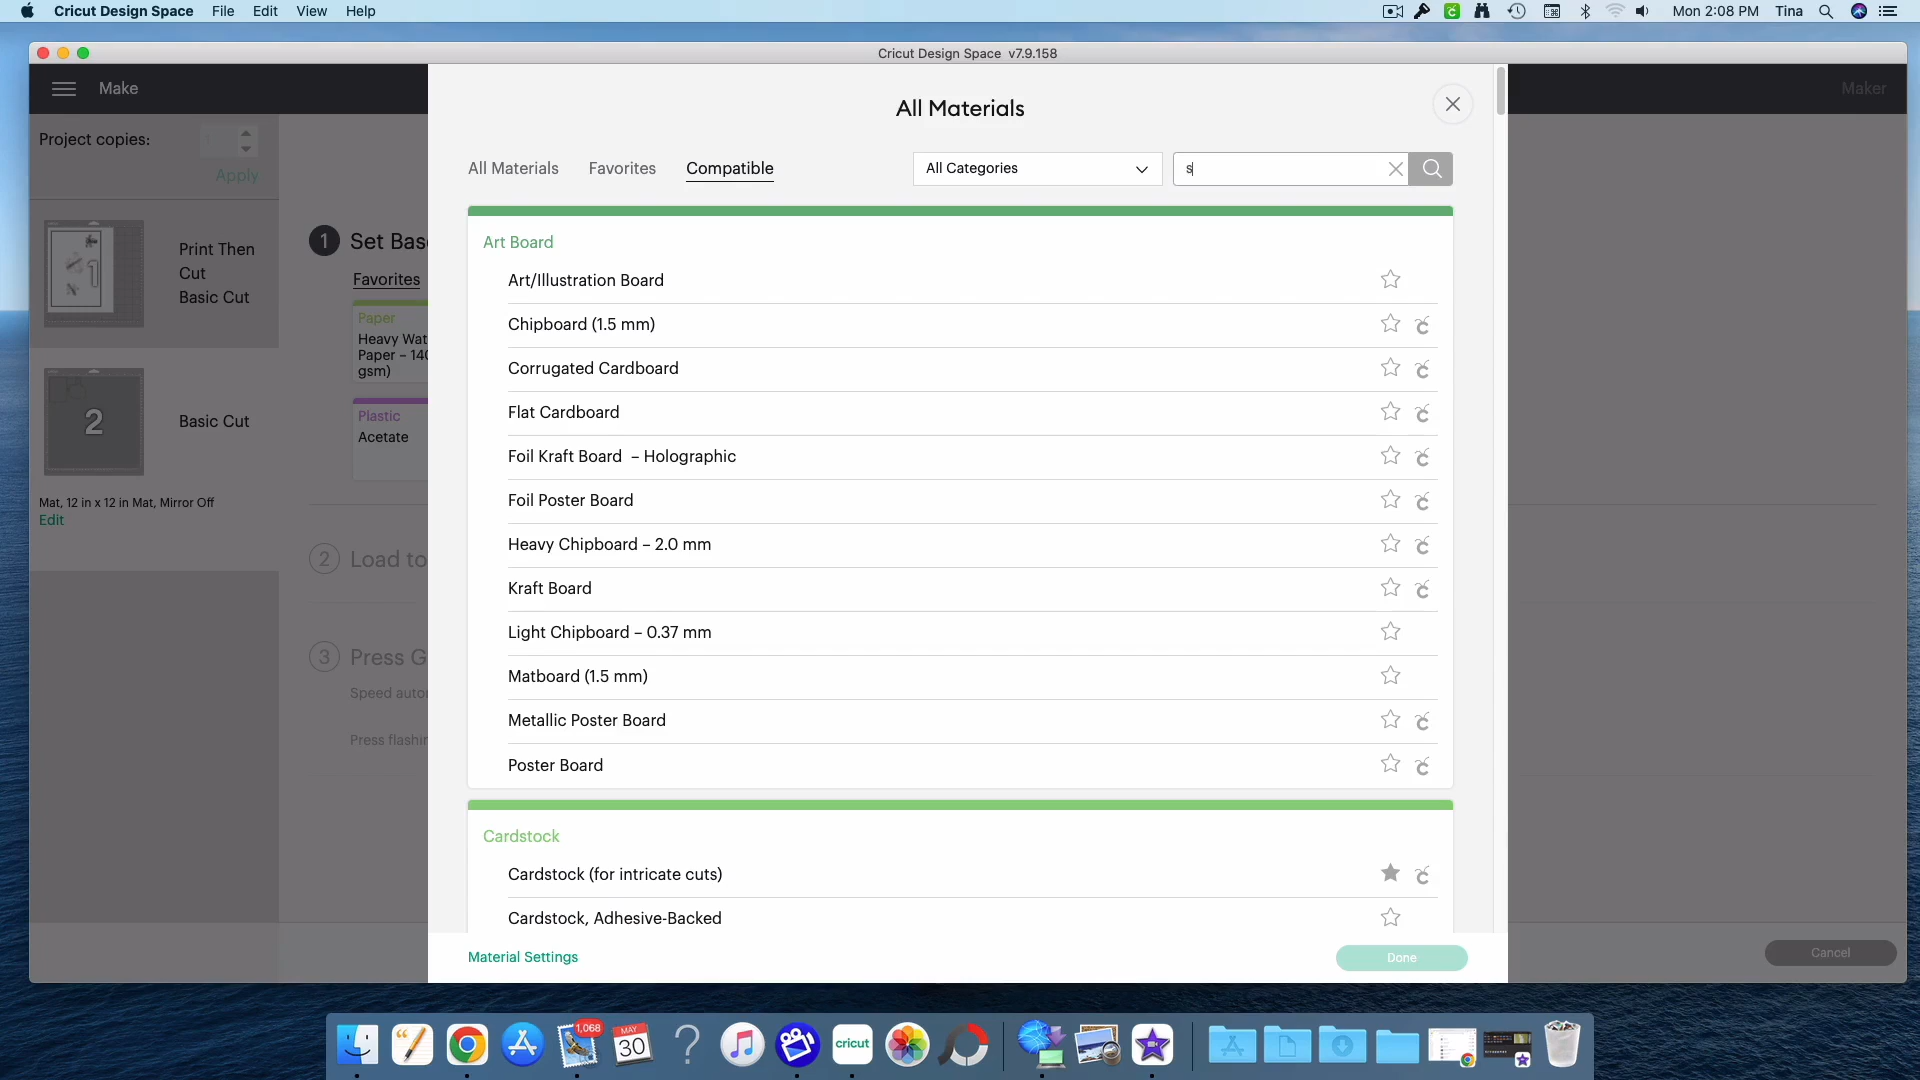 Cricut Design Space File Edit View Help
Mon 2:08 PM Tina
Cricut Design Space v7.9.158
Make
Maker
Project copies:
Apply
Print Then
Cut
Basic Cut
2
Basic Cut
Mat, 12 in x 12 in Mat, Mirror Off
Edit
1 Set Bas
Favorites
Paper
Heavy Wat
Paper – 140
gsm)
Plastic
Acetate
2 Load to
3 Press G
Speed auto
Press flashin
All Materials
All Materials Favorites Compatible
All Categories
s
Art Board
Art/Illustration Board
Chipboard (1.5 mm)
Corrugated Cardboard
Flat Cardboard
Foil Kraft Board – Holographic
Foil Poster Board
Heavy Chipboard – 2.0 mm
Kraft Board
Light Chipboard – 0.37 mm
Matboard (1.5 mm)
Metallic Poster Board
Poster Board
Cardstock
Cardstock (for intricate cuts)
Cardstock, Adhesive-Backed
Material Settings
Done
Cancel
1,068
MAY
30
cricut